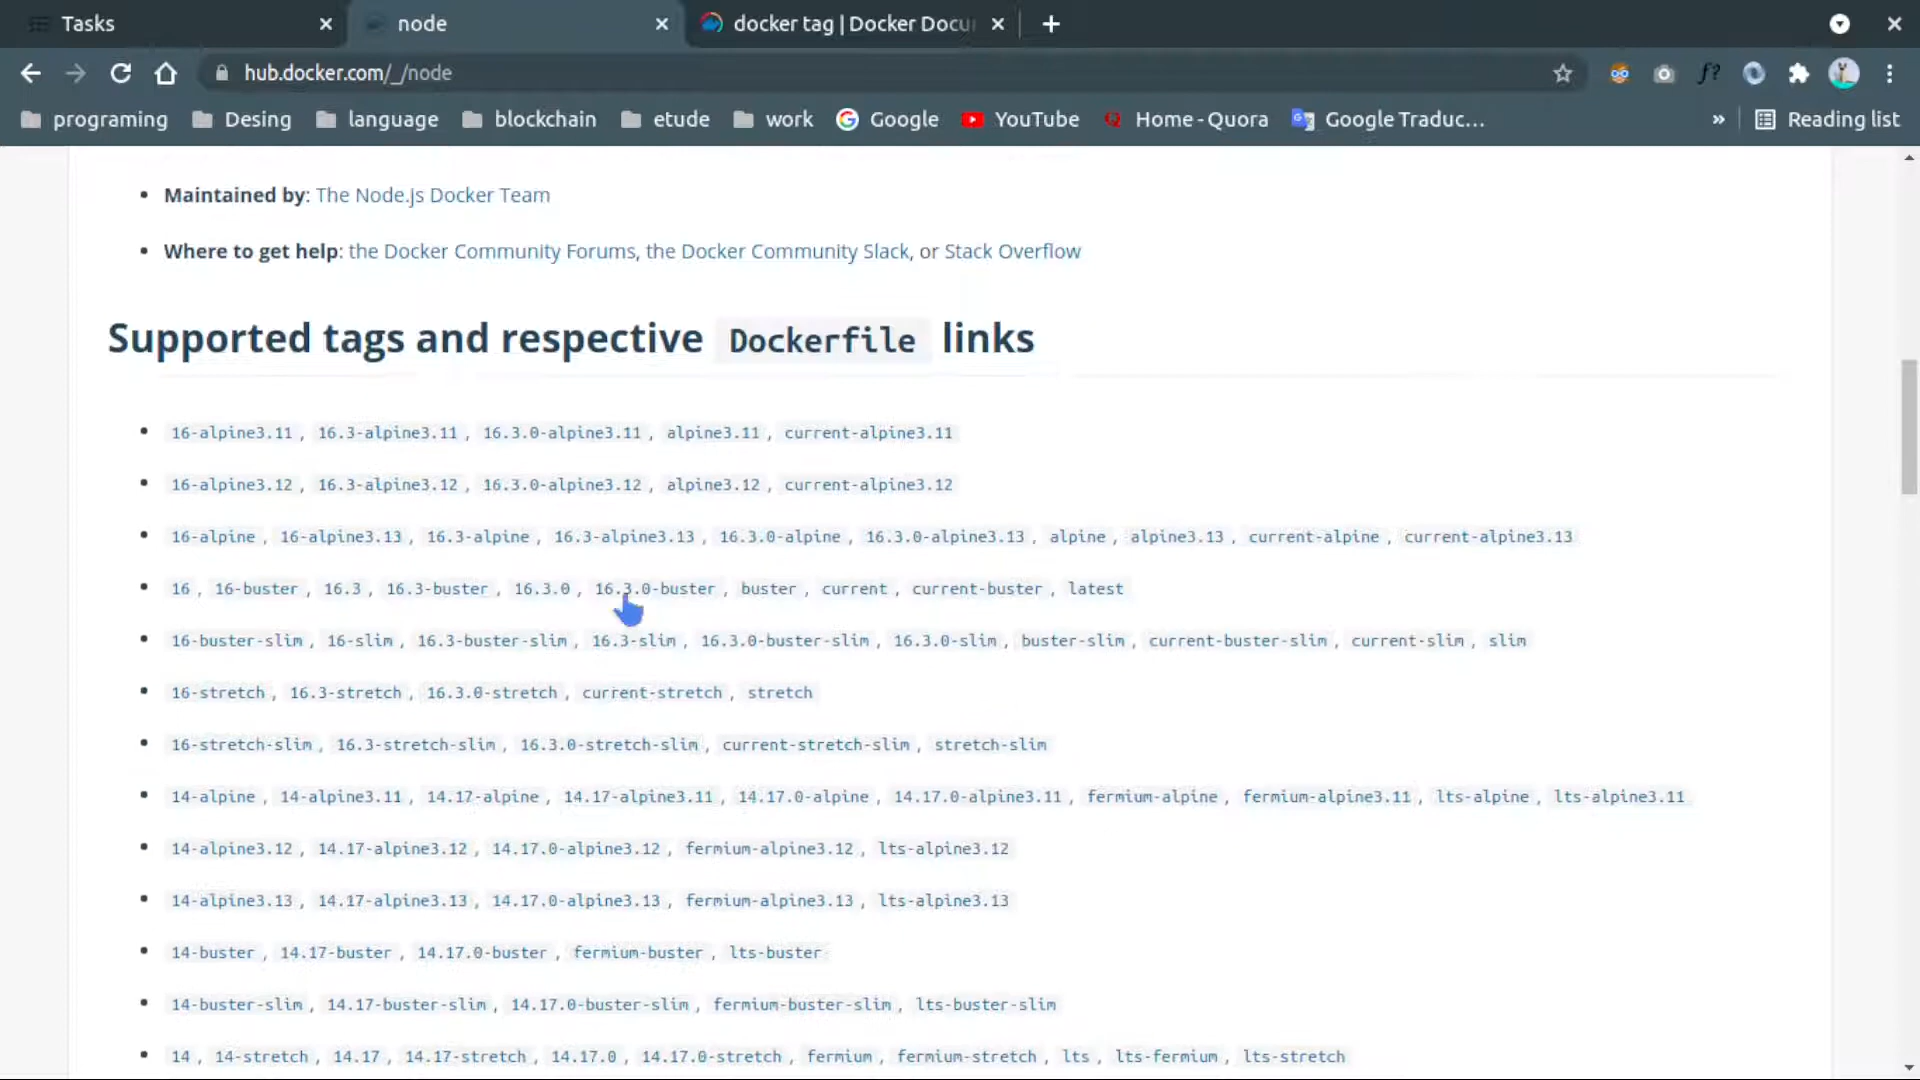 Tasks
node
docker tag | Docker Docu
hub.docker.com/_/node
f?
programing
Desing
language
blockchain
etude
work
Google
YouTube
Home - Quora
Google Traduc...
»
Reading list
• Maintained by: The Node.js Docker Team
• Where to get help: the Docker Community Forums, the Docker Community Slack, or Stack Overflow
Supported tags and respective Dockerfile links
• 16-alpine3.11 , 16.3-alpine3.11 , 16.3.0-alpine3.11 , alpine3.11 , current-alpine3.11
• 16-alpine3.12 , 16.3-alpine3.12 , 16.3.0-alpine3.12 , alpine3.12 , current-alpine3.12
• 16-alpine , 16-alpine3.13 , 16.3-alpine , 16.3-alpine3.13 , 16.3.0-alpine , 16.3.0-alpine3.13 , alpine , alpine3.13 , current-alpine , current-alpine3.13
• 16 , 16-buster , 16.3 , 16.3-buster , 16.3.0 , 16.3.0-buster , buster , current , current-buster , latest
• 16-buster-slim , 16-slim , 16.3-buster-slim , 16.3-slim , 16.3.0-buster-slim , 16.3.0-slim , buster-slim , current-buster-slim , current-slim , slim
• 16-stretch , 16.3-stretch , 16.3.0-stretch , current-stretch , stretch
• 16-stretch-slim , 16.3-stretch-slim , 16.3.0-stretch-slim , current-stretch-slim , stretch-slim
• 14-alpine , 14-alpine3.11 , 14.17-alpine , 14.17-alpine3.11 , 14.17.0-alpine , 14.17.0-alpine3.11 , fermium-alpine , fermium-alpine3.11 , lts-alpine , lts-alpine3.11
• 14-alpine3.12 , 14.17-alpine3.12 , 14.17.0-alpine3.12 , fermium-alpine3.12 , lts-alpine3.12
• 14-alpine3.13 , 14.17-alpine3.13 , 14.17.0-alpine3.13 , fermium-alpine3.13 , lts-alpine3.13
• 14-buster , 14.17-buster , 14.17.0-buster , fermium-buster , lts-buster
• 14-buster-slim , 14.17-buster-slim , 14.17.0-buster-slim , fermium-buster-slim , lts-buster-slim
• 14 , 14-stretch , 14.17 , 14.17-stretch , 14.17.0 , 14.17.0-stretch , fermium , fermium-stretch , lts , lts-fermium , lts-stretch